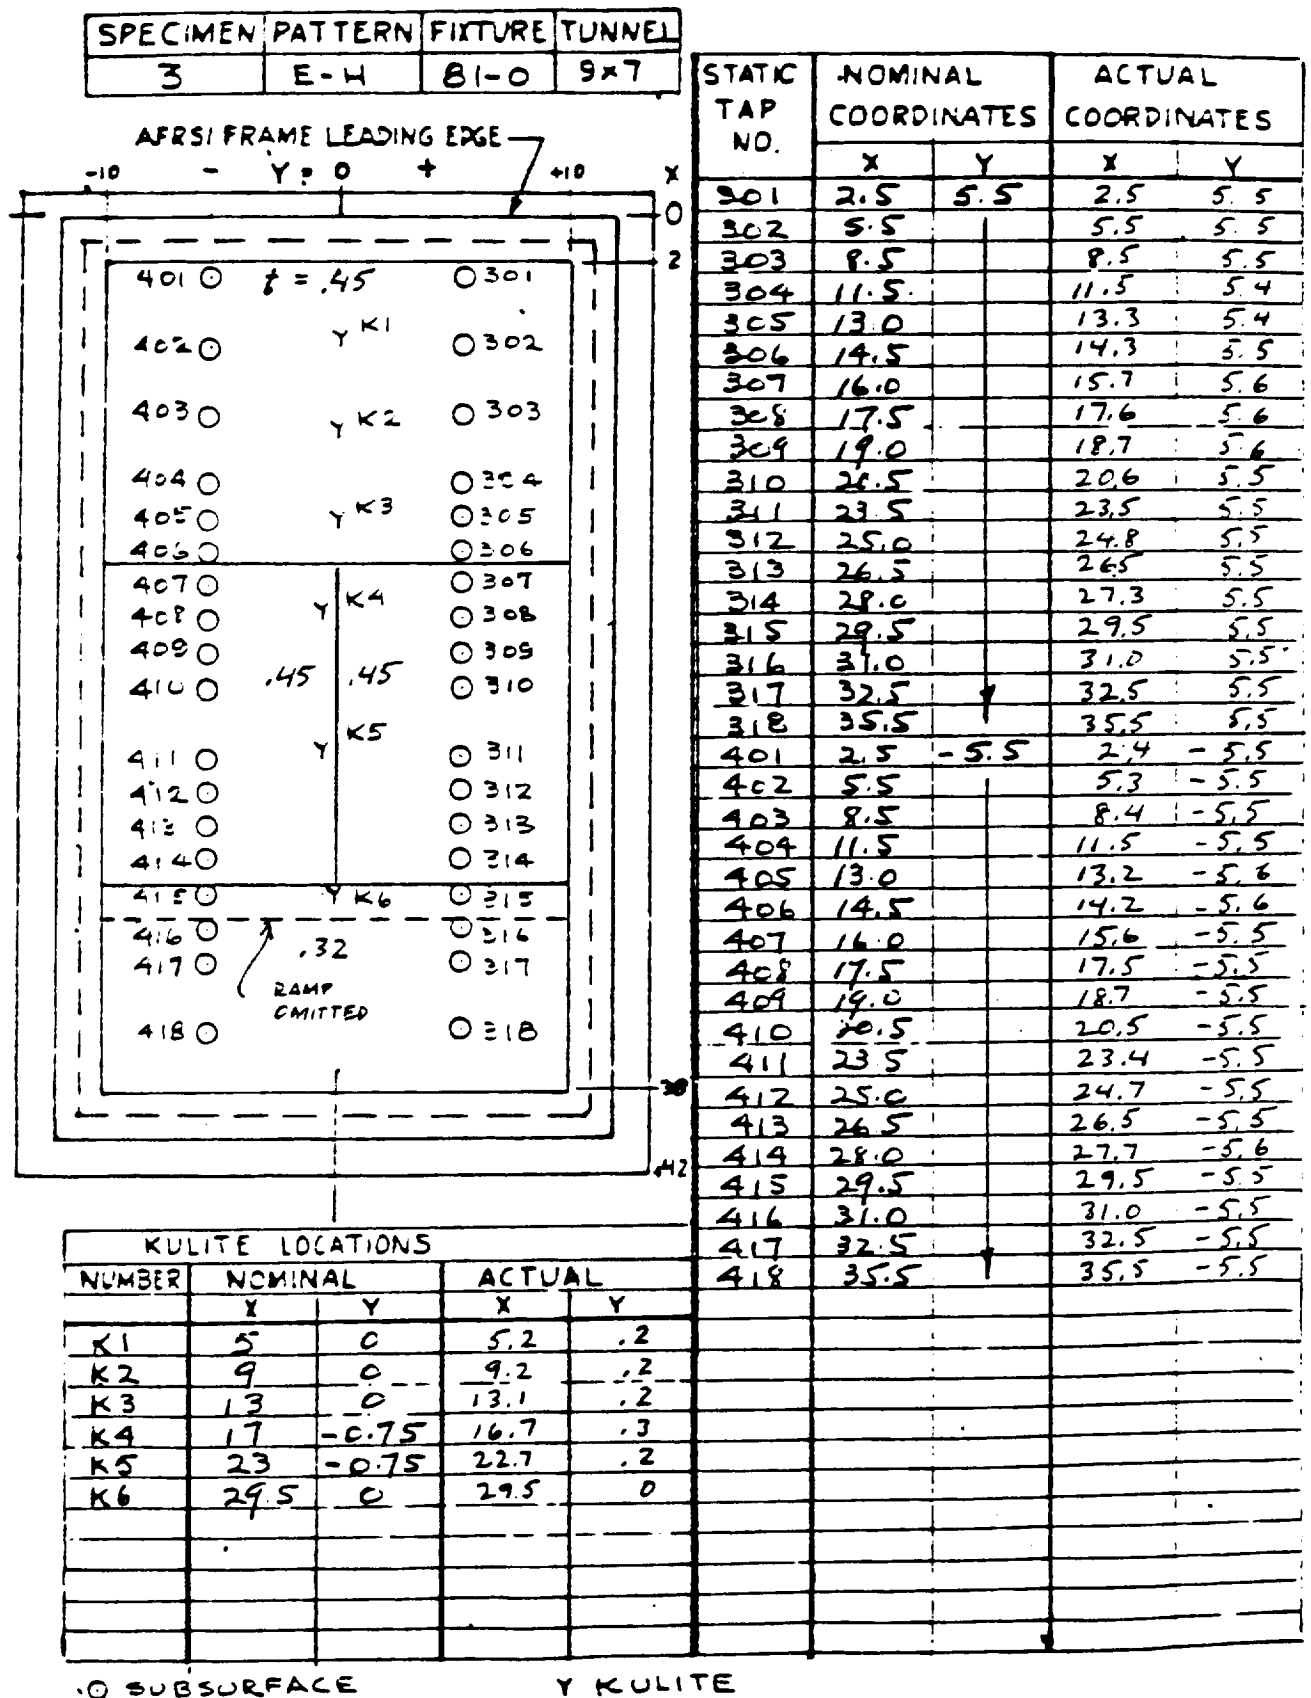 SPECIMEN PATTERN FIXTURE TUNNEL
3 E-H 81-0 9x7
AFRSI FRAME LEADING EDGE
-10 - Y = 0 + +10 X
0
2
401 t = .45 301
K1
402 302
403 K2 303
404 304
405 K3 305
406 306
407 307
K4
408 308
409 309
.45 .45
410 310
K5
411 311
412 312
413 313
414 314
415 K6 315
416 316
.32
417 317
RAMP
OMITTED
418 318
38
42
STATIC TAP NO. NOMINAL COORDINATES ACTUAL COORDINATES
X Y X Y
301 2.5 5.5 2.5 5.5
302 5.5 5.5 5.5
303 8.5 8.5 5.5
304 11.5 11.5 5.4
305 13.0 13.3 5.4
306 14.5 14.3 5.5
307 16.0 15.7 5.6
308 17.5 17.6 5.6
309 19.0 18.7 5.6
310 20.5 20.6 5.5
311 23.5 23.5 5.5
312 25.0 24.8 5.5
313 26.5 26.5 5.5
314 28.0 27.3 5.5
315 29.5 29.5 5.5
316 31.0 31.0 5.5
317 32.5 32.5 5.5
318 35.5 35.5 5.5
401 2.5 -5.5 2.4 -5.5
402 5.5 5.3 -5.5
403 8.5 8.4 -5.5
404 11.5 11.5 -5.5
405 13.0 13.2 -5.6
406 14.5 14.2 -5.6
407 16.0 15.6 -5.5
408 17.5 17.5 -5.5
409 19.0 18.7 -5.5
410 20.5 20.5 -5.5
411 23.5 23.4 -5.5
412 25.0 24.7 -5.5
413 26.5 26.5 -5.5
414 28.0 27.7 -5.6
415 29.5 29.5 -5.5
416 31.0 31.0 -5.5
417 32.5 32.5 -5.5
418 35.5 35.5 -5.5
KULITE LOCATIONS
NUMBER NOMINAL ACTUAL
X Y X Y
K1 5 0 5.2 .2
K2 9 0 9.2 .2
K3 13 0 13.1 .2
K4 17 -0.75 16.7 .3
K5 23 -0.75 22.7 .2
K6 29.5 0 29.5 0
⊙ SUBSURFACE Y KULITE